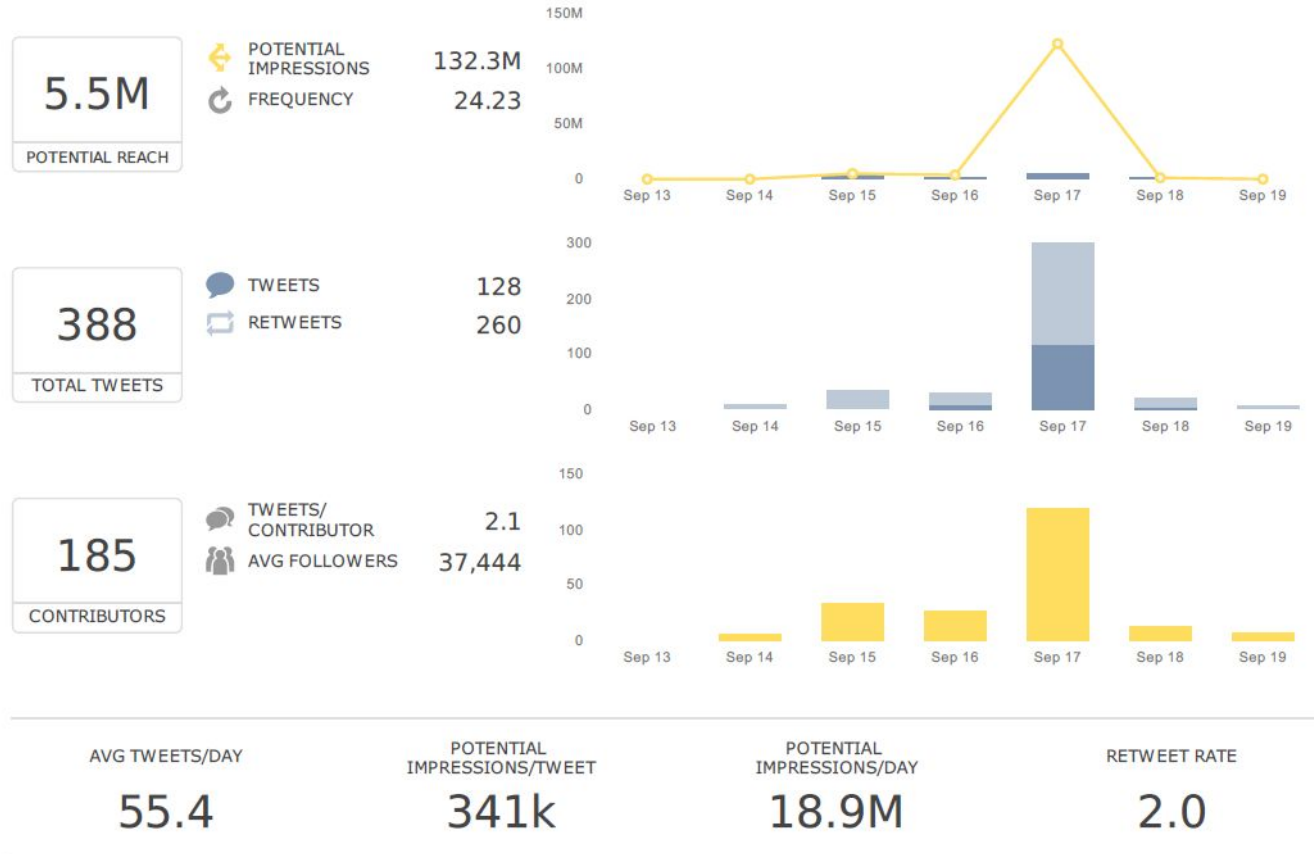 5.5M
POTENTIAL REACH
POTENTIAL
IMPRESSIONS
132.3M
FREQUENCY
24.23
150M
100M
50M
0
Sep 13 Sep 14 Sep 15 Sep 16 Sep 17 Sep 18 Sep 19
388
TOTAL TWEETS
TWEETS
128
RETWEETS
260
300
200
100
0
Sep 13 Sep 14 Sep 15 Sep 16 Sep 17 Sep 18 Sep 19
185
CONTRIBUTORS
TWEETS/
CONTRIBUTOR
2.1
AVG FOLLOWERS
37,444
150
100
50
0
Sep 13 Sep 14 Sep 15 Sep 16 Sep 17 Sep 18 Sep 19
AVG TWEETS/DAY
55.4
POTENTIAL
IMPRESSIONS/TWEET
341k
POTENTIAL
IMPRESSIONS/DAY
18.9M
RETWEET RATE
2.0